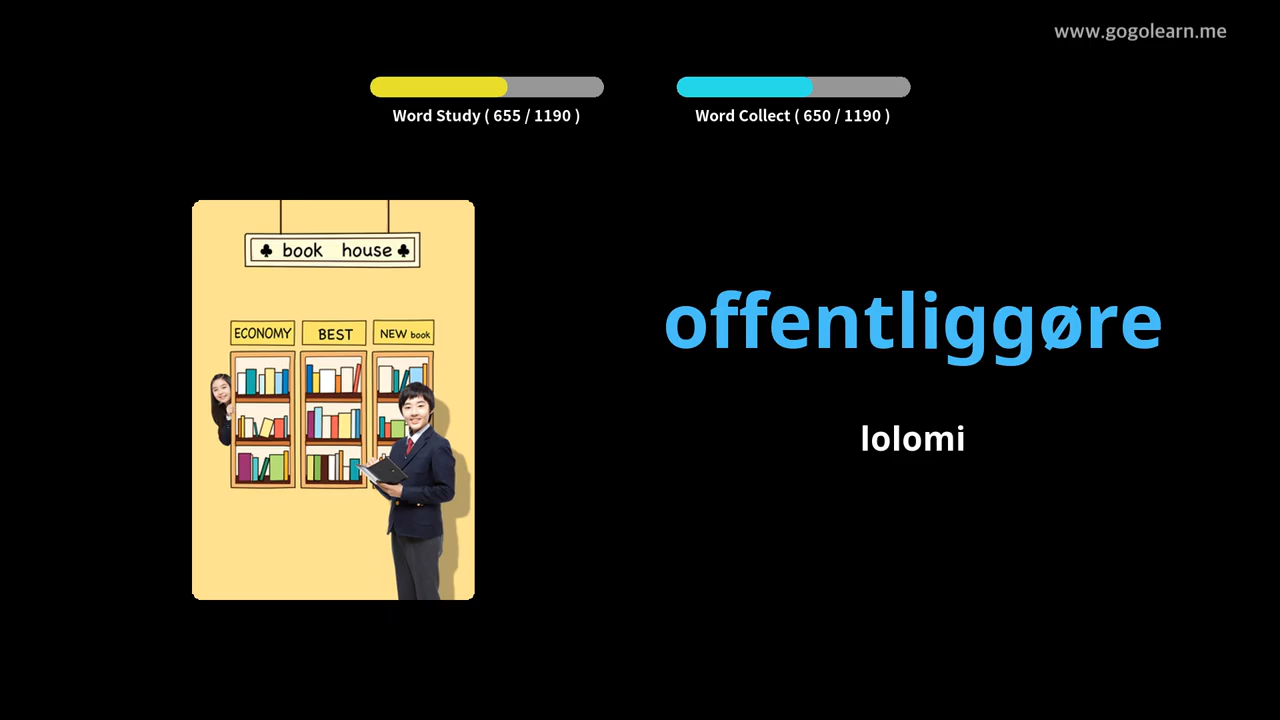 www.gogolearn.me
Word Study ( 655 / 1190 )
Word Collect ( 650 / 1190 )
♣ book house ♣
ECONOMY
BEST
NEW book
offentliggøre
lolomi